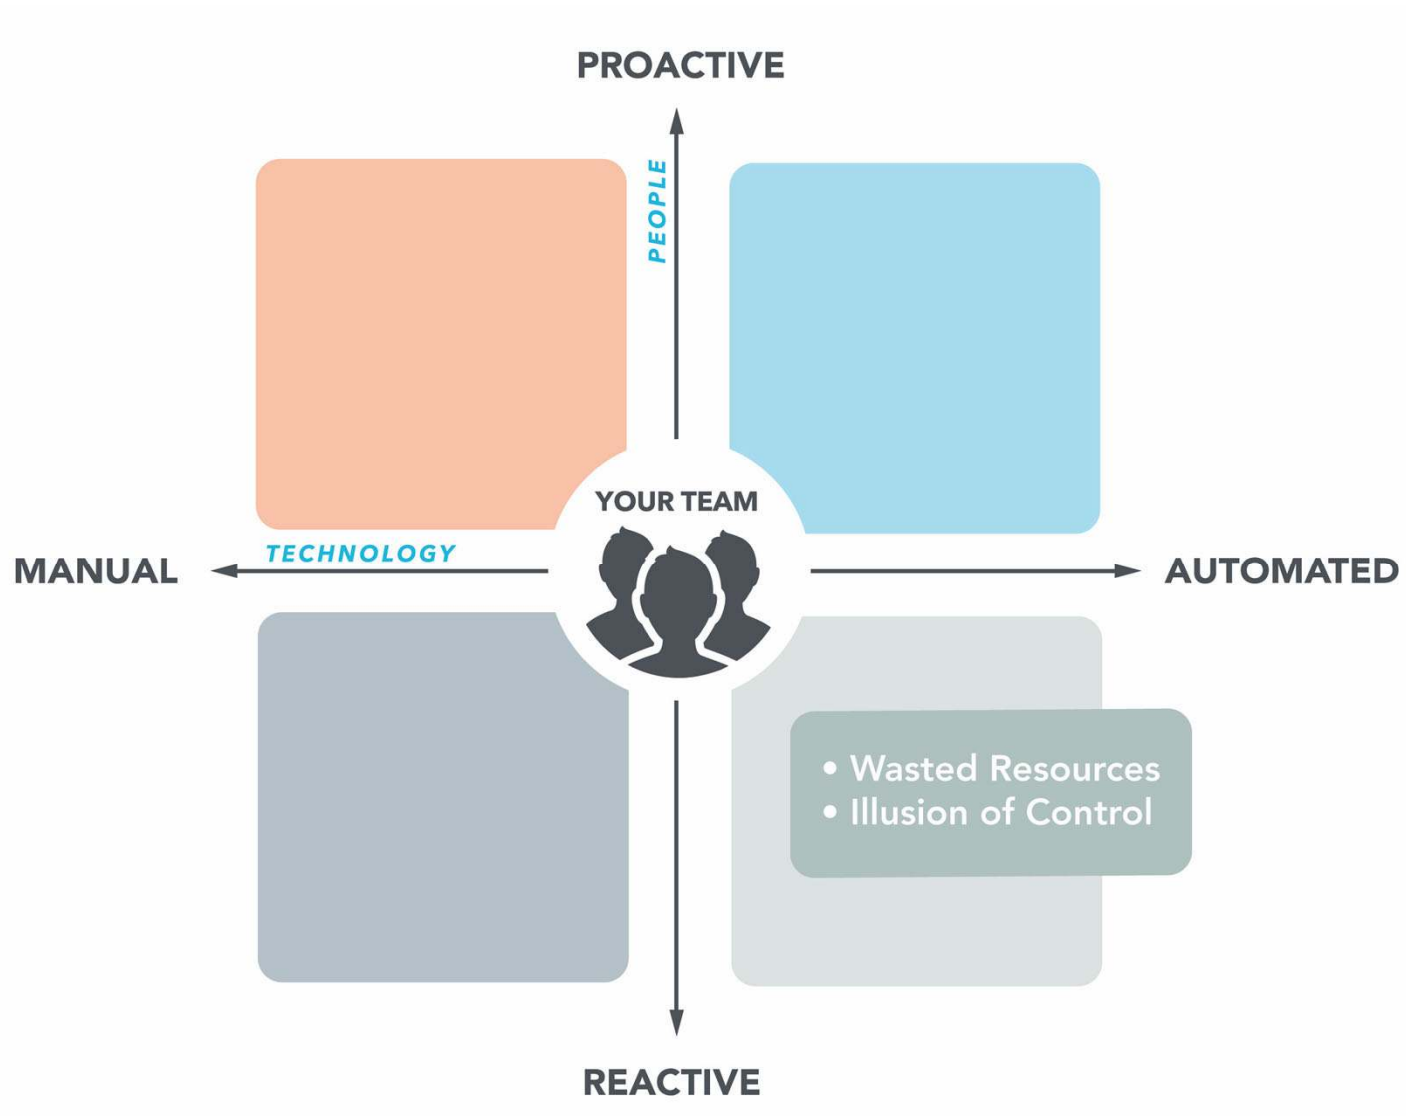 PROACTIVE
PEOPLE
YOUR TEAM
TECHNOLOGY
MANUAL
AUTOMATED
• Wasted Resources
• Illusion of Control
REACTIVE